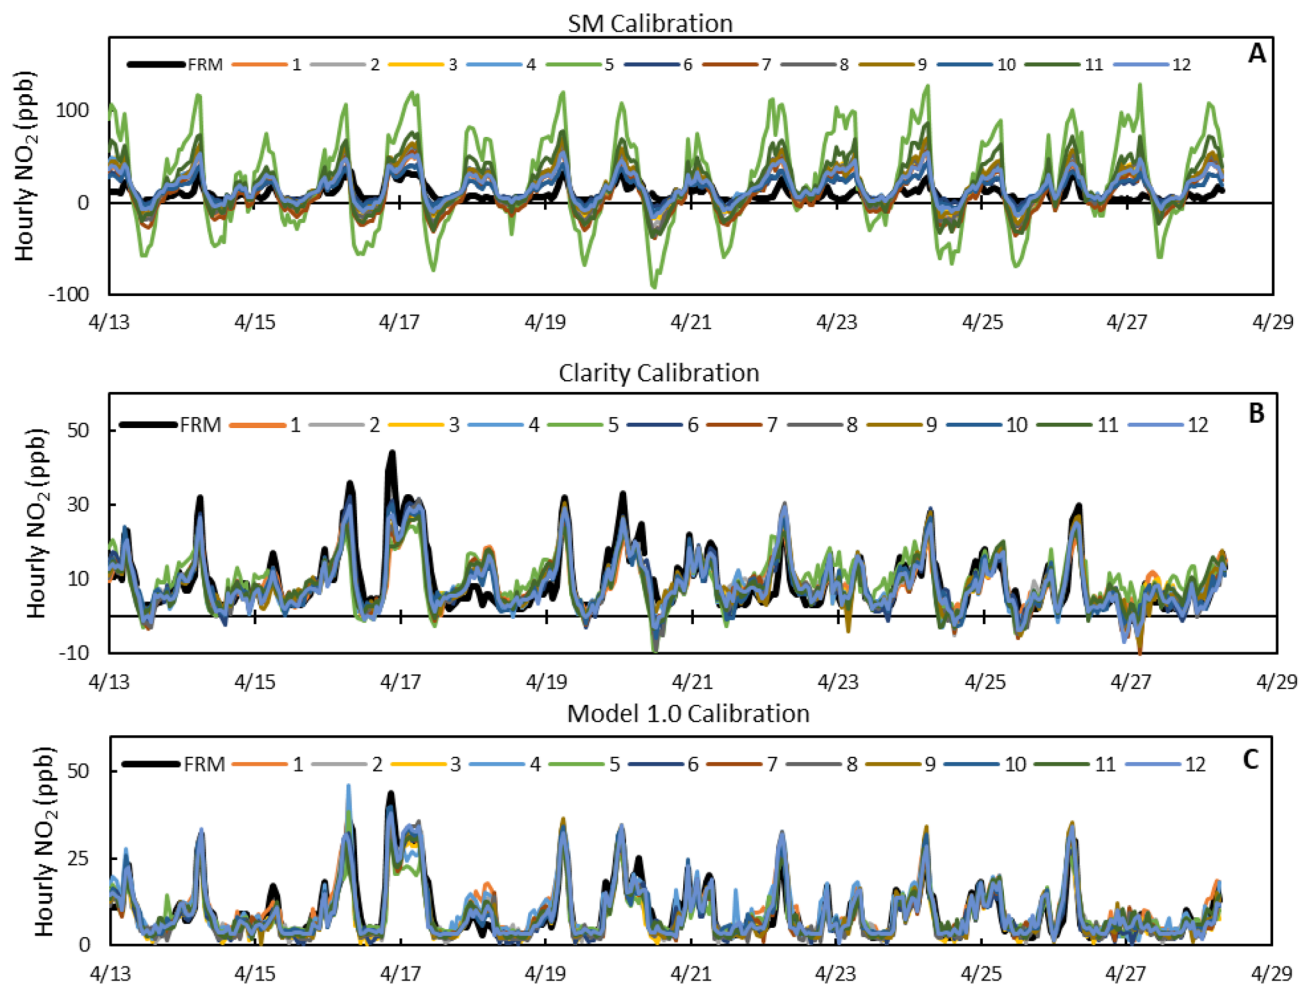 SM Calibration
FRM 1 2 3 4 5 6 7 8 9 10 11 12 A
Hourly NO₂ (ppb)
100
0
-100
4/13 4/15 4/17 4/19 4/21 4/23 4/25 4/27 4/29
Clarity Calibration
FRM 1 2 3 4 5 6 7 8 9 10 11 12 B
Hourly NO₂ (ppb)
50
30
10
-10
4/13 4/15 4/17 4/19 4/21 4/23 4/25 4/27 4/29
Model 1.0 Calibration
FRM 1 2 3 4 5 6 7 8 9 10 11 12 C
Hourly NO₂ (ppb)
50
25
0
4/13 4/15 4/17 4/19 4/21 4/23 4/25 4/27 4/29